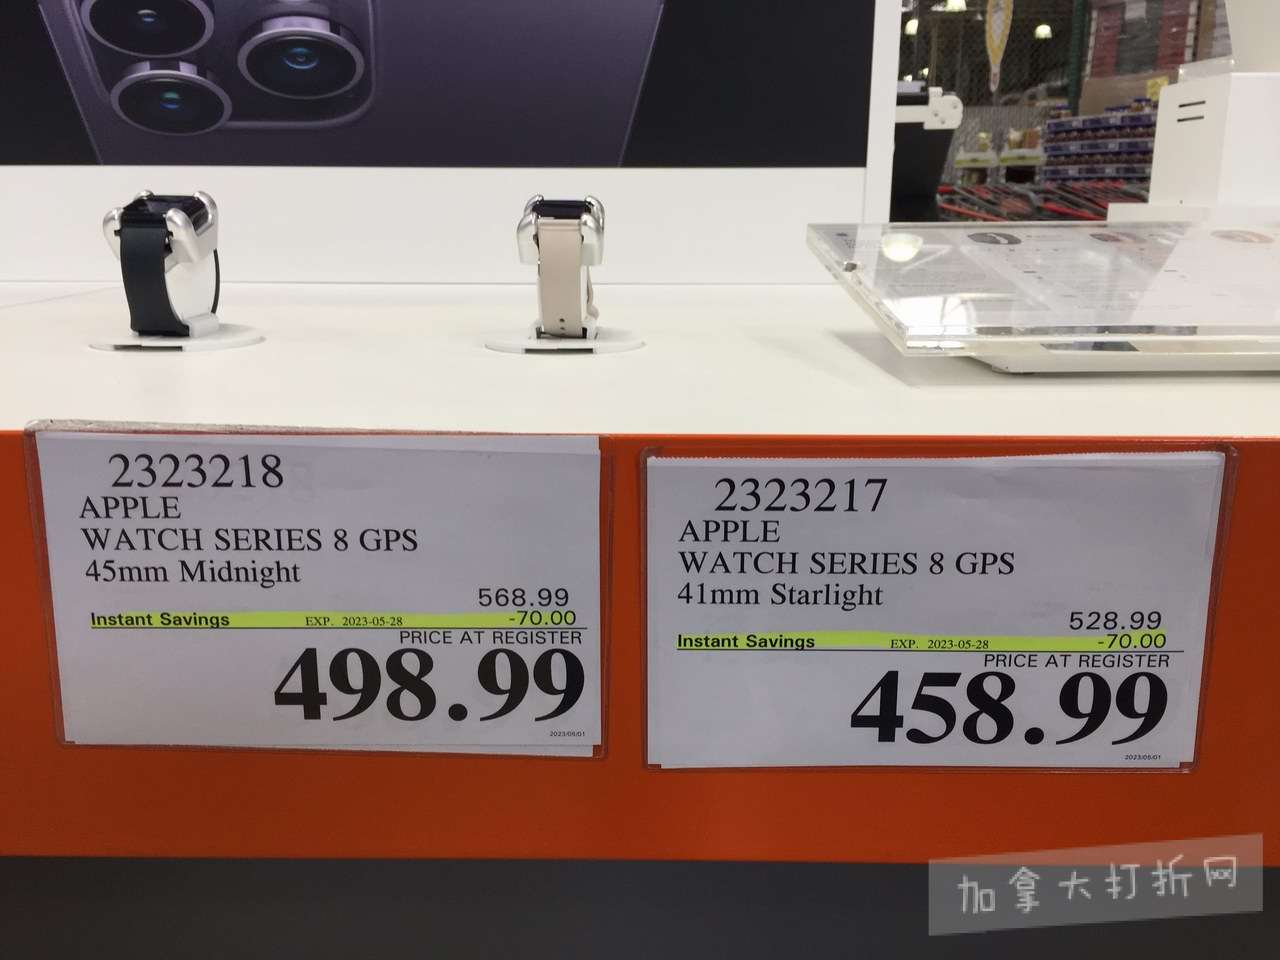 2323218
APPLE
WATCH SERIES 8 GPS
45mm Midnight
568.99
Instant Savings EXP. 2023-05-28 -70.00
PRICE AT REGISTER
498.99
2023/05/01
2323217
APPLE
WATCH SERIES 8 GPS
41mm Starlight
528.99
Instant Savings EXP. 2023-05-28 -70.00
PRICE AT REGISTER
458.99
2023/05/01
加拿大打折网